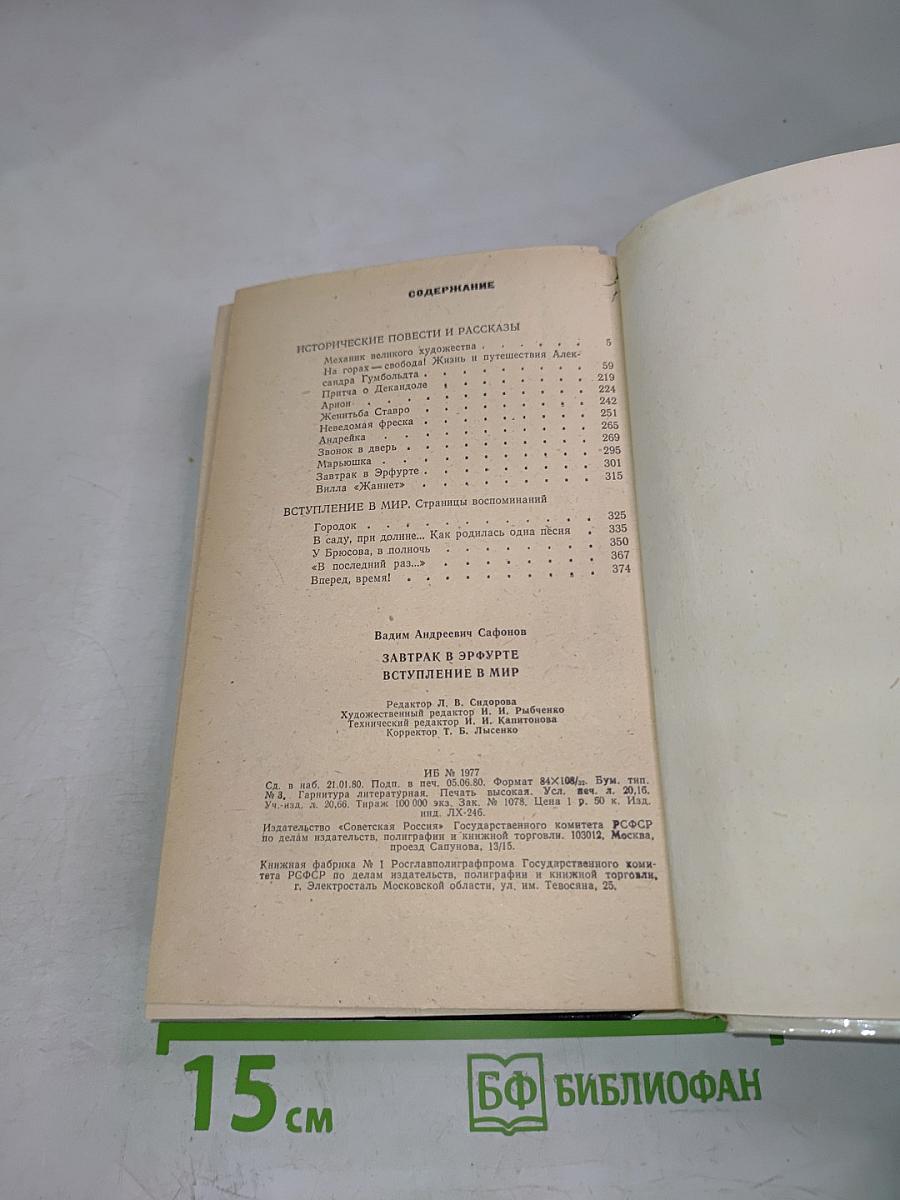 СОДЕРЖАНИЕ
ИСТОРИЧЕСКИЕ ПОВЕСТИ И РАССКАЗЫ
Механик великого художества . . . . . . 5
На горах — свобода! Жизнь и путешествия Алек-
сандра Гумбольдта . . . . . . . . 59
Притча о Декандоле . . . . . . . . 219
Арион . . . . . . . . . . 224
Женитьба Ставро . . . . . . . . 242
Неведомая фреска . . . . . . . . 251
Андрейка . . . . . . . . . . 265
Звонок в дверь . . . . . . . . . 269
Марьюшка . . . . . . . . . . 295
Завтрак в Эрфурте . . . . . . . . 301
Вилла «Жаннет» . . . . . . . . 315
ВСТУПЛЕНИЕ В МИР. Страницы воспоминаний
Городок . . . . . . . . . . 325
В саду, при долине... Как родилась одна песня . 335
У Брюсова, в полночь . . . . . . . 350
«В последний раз...» . . . . . . . 367
Вперед, время! . . . . . . . . . 374
Вадим Андреевич Сафонов
ЗАВТРАК В ЭРФУРТЕ
ВСТУПЛЕНИЕ В МИР
Редактор Л. В. Сидорова
Художественный редактор И. И. Рыбченко
Технический редактор И. И. Капитонова
Корректор Т. Б. Лысенко
ИБ № 1977
Сд. в наб. 21.01.80. Подп. в печ. 05.06.80. Формат 84×108/32. Бум. тип.
№ 3. Гарнитура литературная. Печать высокая. Усл. печ. л. 20,16.
Уч.-изд. л. 20,66. Тираж 100 000 экз. Зак. № 1078. Цена 1 р. 50 к. Изд.
инд. ЛХ-246.
Издательство «Советская Россия» Государственного комитета РСФСР
по делам издательств, полиграфии и книжной торговли. 103012, Москва,
проезд Сапунова, 13/15.
Книжная фабрика № 1 Росглавполиграфпрома Государственного коми-
тета РСФСР по делам издательств, полиграфии и книжной торговли,
г. Электросталь Московской области, ул. им. Тевосяна, 25.
15 см
БФ БИБЛИОФАН